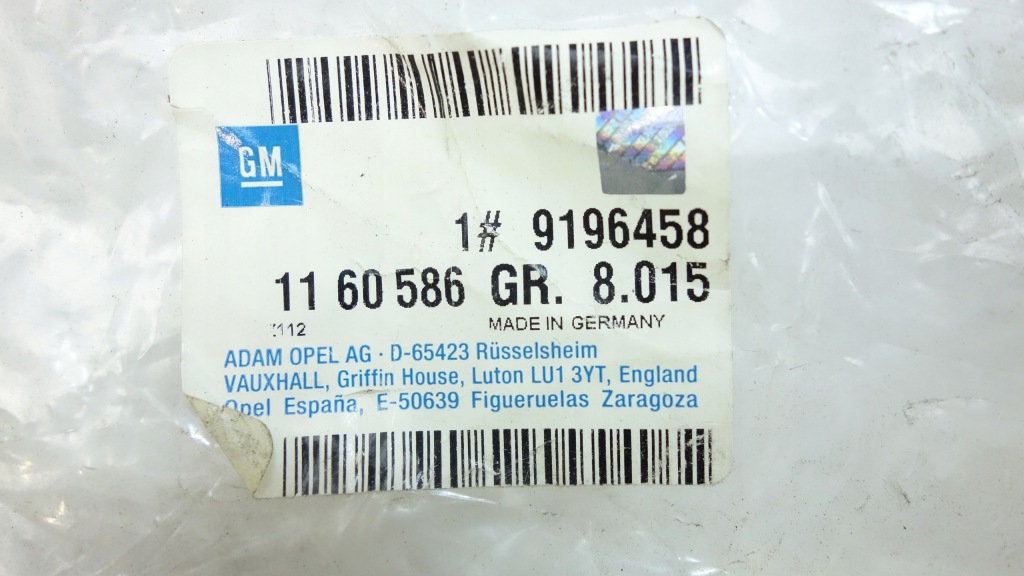 GM
1# 9196458
11 60 586 GR. 8.015
112 MADE IN GERMANY
ADAM OPEL AG · D-65423 Rüsselsheim
VAUXHALL, Griffin House, Luton LU1 3YT, England
Opel España, E-50639 Figueruelas Zaragoza